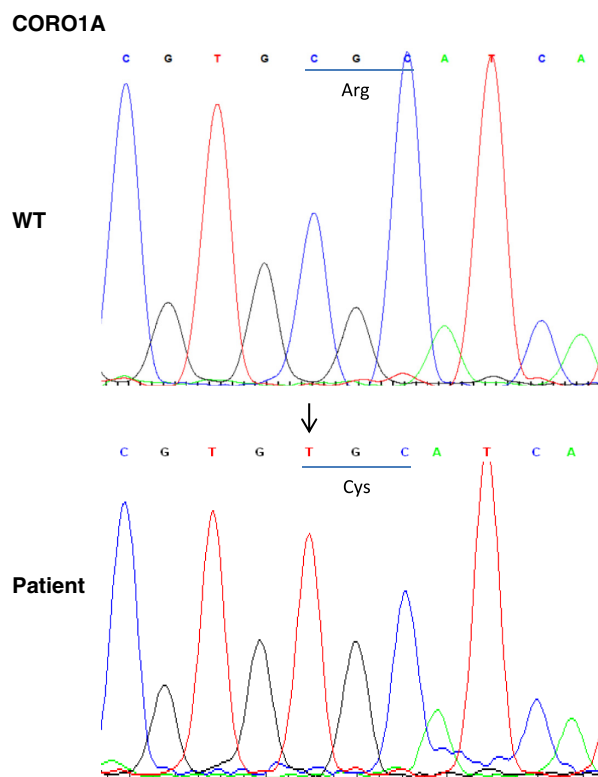 CORO1A
C G T G C G C A T C A
Arg
WT
C G T G T G C A T C A
Cys
Patient